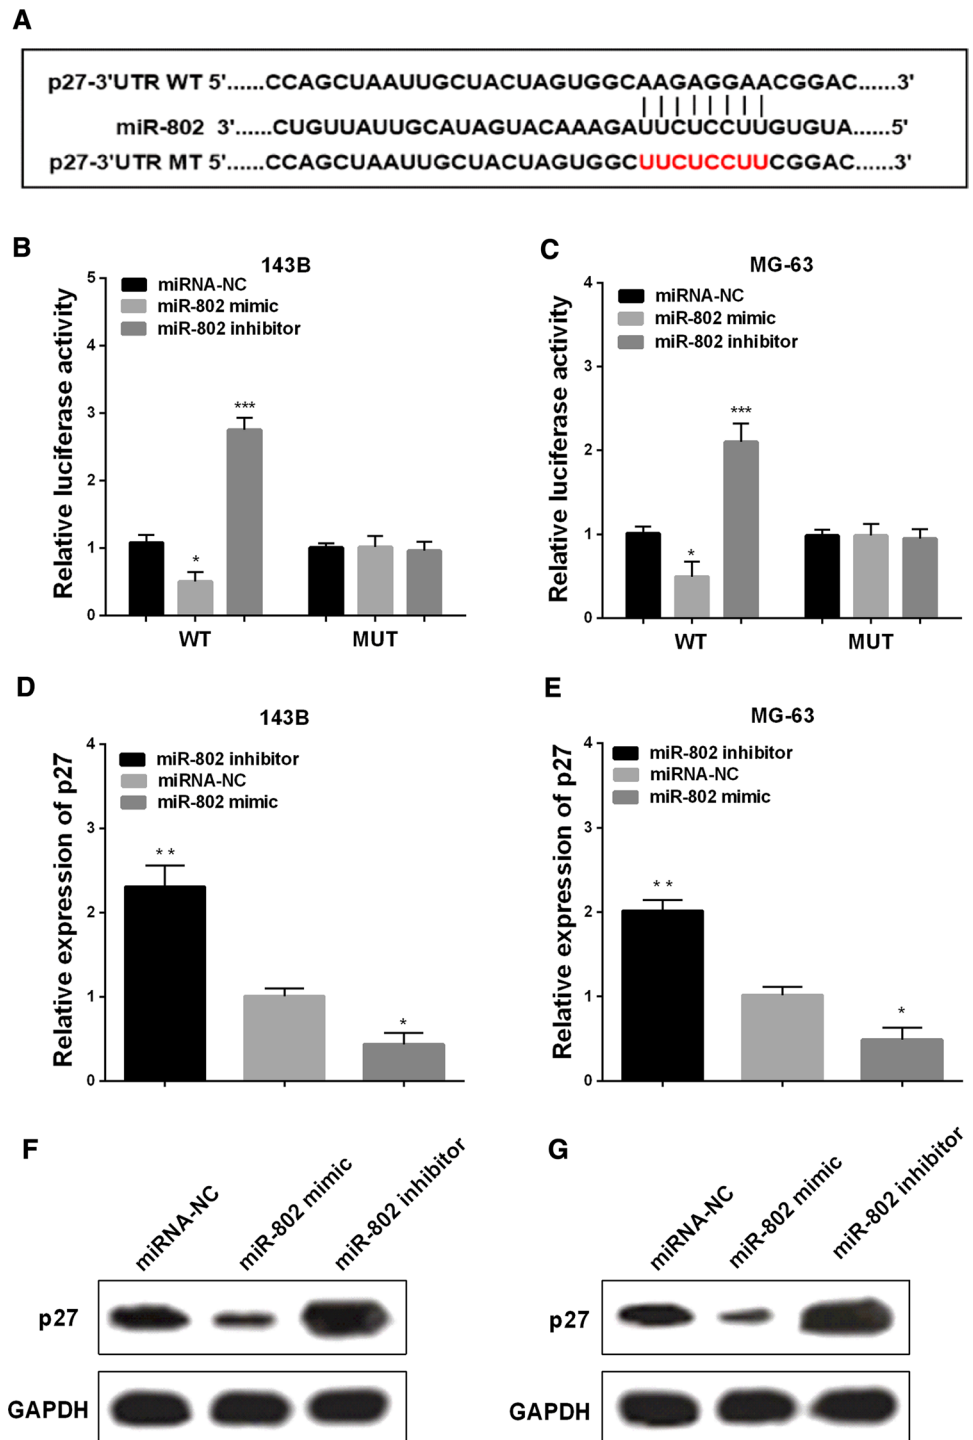 A
p27-3'UTR WT 5'......CCAGCUAAUUGCUACUAGUGGCAAGAGGAACGGAC......3'
miR-802 3'......CUGUUAUUGCAUAGUACAAAGAUUCUCCUUGUGUA......5'
p27-3'UTR MT 5'......CCAGCUAAUUGCUACUAGUGGCUUCUCCUUCGGAC......3'
B
143B
Relative luciferase activity
miRNA-NC
miR-802 mimic
miR-802 inhibitor
5
4
3
2
1
0
***
*
WT
MUT
C
MG-63
Relative luciferase activity
miRNA-NC
miR-802 mimic
miR-802 inhibitor
4
3
2
1
0
***
*
WT
MUT
D
143B
Relative expression of p27
miR-802 inhibitor
miRNA-NC
miR-802 mimic
4
3
2
1
0
**
*
E
MG-63
Relative expression of p27
miR-802 inhibitor
miRNA-NC
miR-802 mimic
4
3
2
1
0
**
*
F
miRNA-NC
miR-802 mimic
miR-802 inhibitor
p27
GAPDH
G
miRNA-NC
miR-802 mimic
miR-802 inhibitor
p27
GAPDH